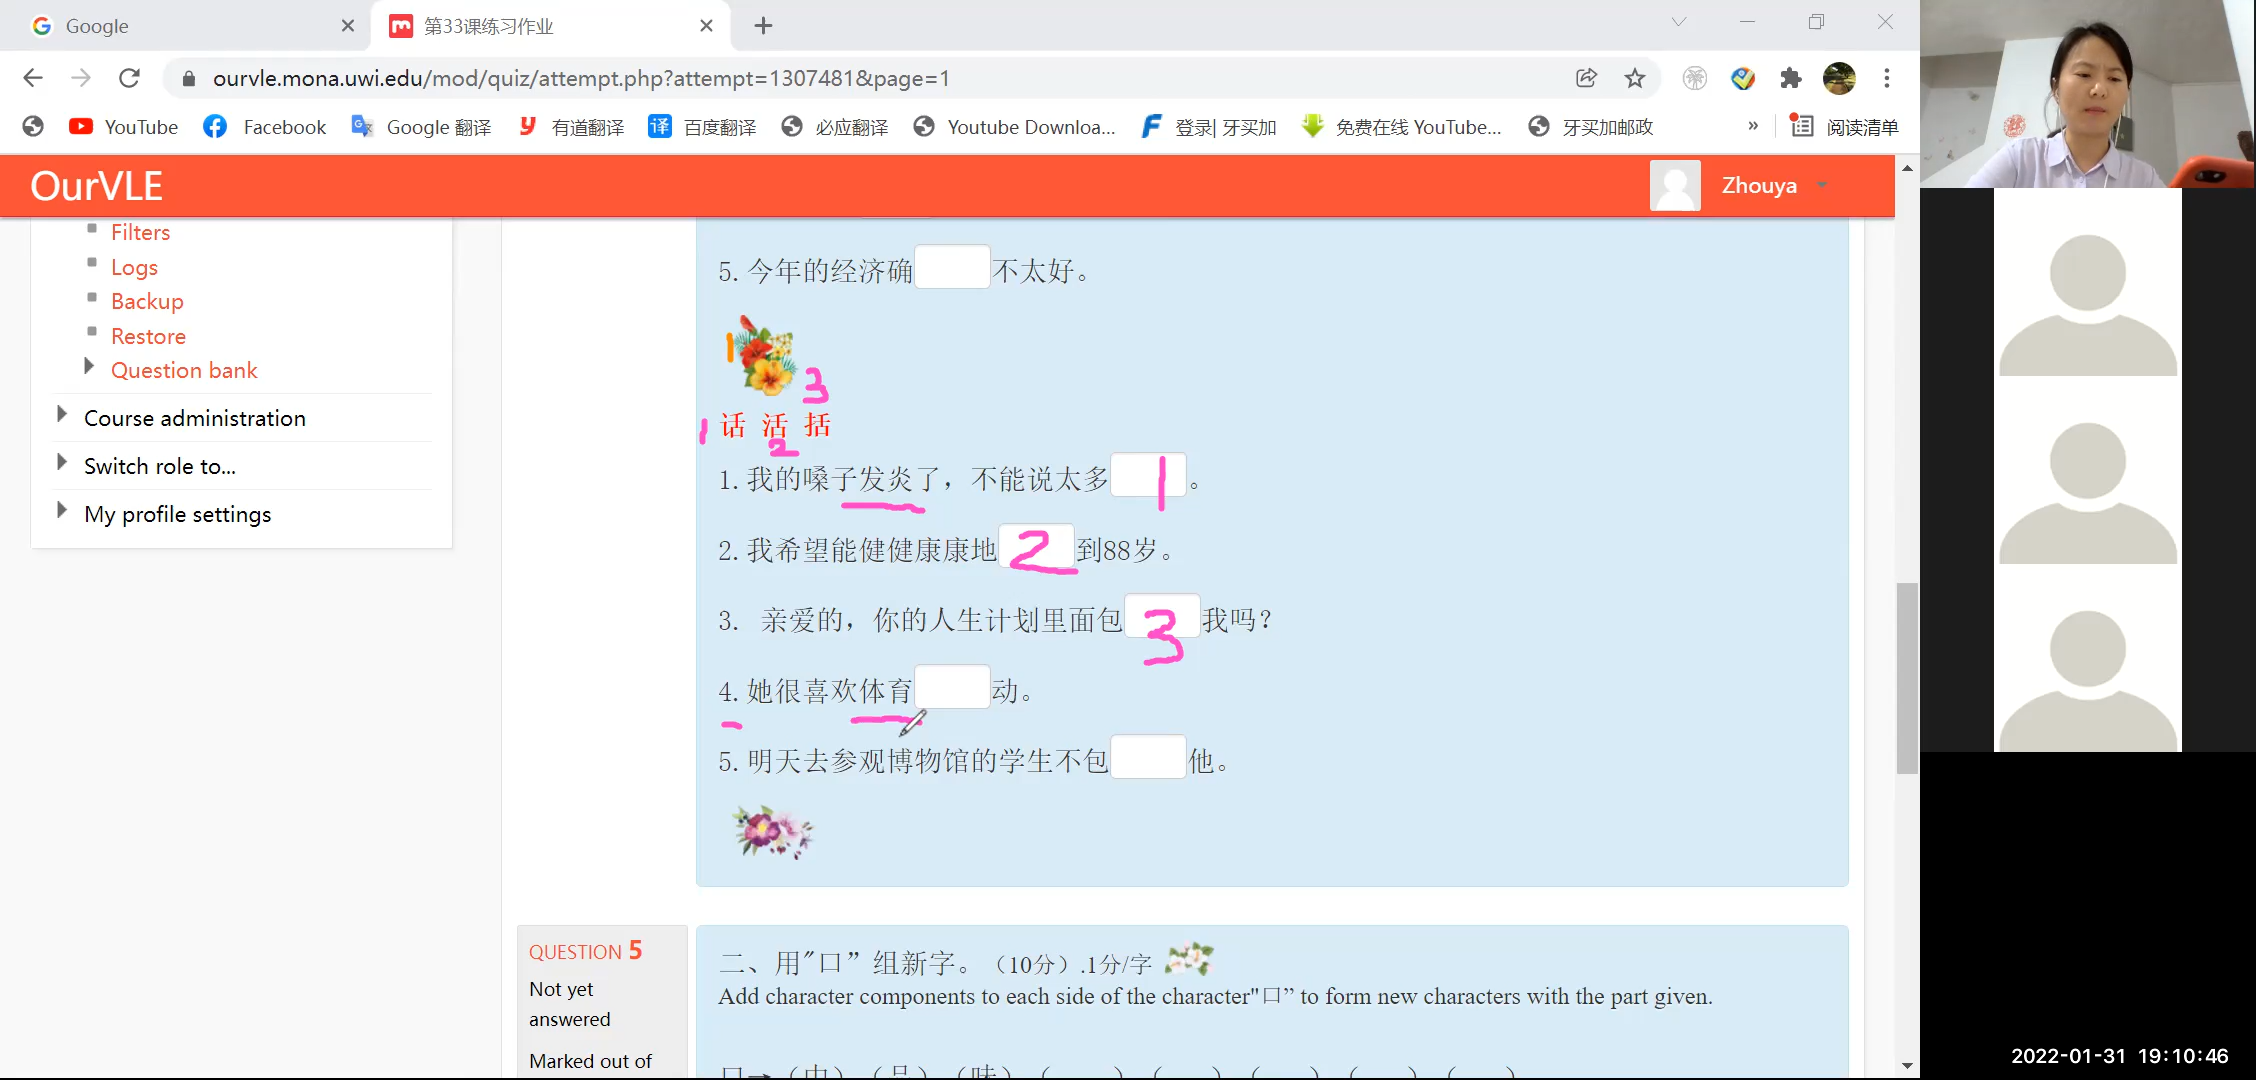 Google
第33课练习作业
ourvle.mona.uwi.edu/mod/quiz/attempt.php?attempt=1307481&page=1
YouTube Facebook Google 翻译 有道翻译 百度翻译 必应翻译 Youtube Downloa... 登录| 牙买加 免费在线 YouTube... 牙买加邮政 » 阅读清单
OurVLE
Zhouya
Filters
Logs
Backup
Restore
Question bank
Course administration
Switch role to...
My profile settings
5. 今年的经济确 不太好。
1
3
1 话 活 括
2
1. 我的嗓子发炎了，不能说太多 1 。
2. 我希望能健健康康地 2 到88岁。
3. 亲爱的，你的人生计划里面包 3 我吗？
4. 她很喜欢体育 动。
5. 明天去参观博物馆的学生不包 他。
QUESTION 5
Not yet
answered
Marked out of
二、用"口”组新字。（10分）.1分/字
Add character components to each side of the character"口” to form new characters with the part given.
2022-01-31 19:10:46